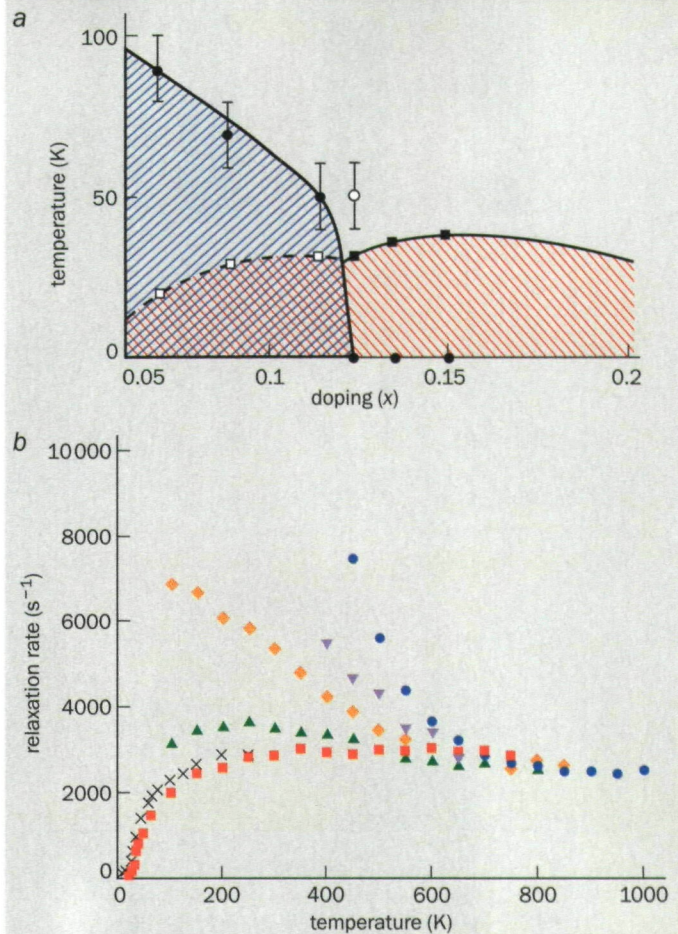 a
100
50
0
temperature (K)
0.05 0.1 0.15 0.2
doping (x)
b
10000
8000
6000
4000
2000
0
relaxation rate (s⁻¹)
0 200 400 600 800 1000
temperature (K)